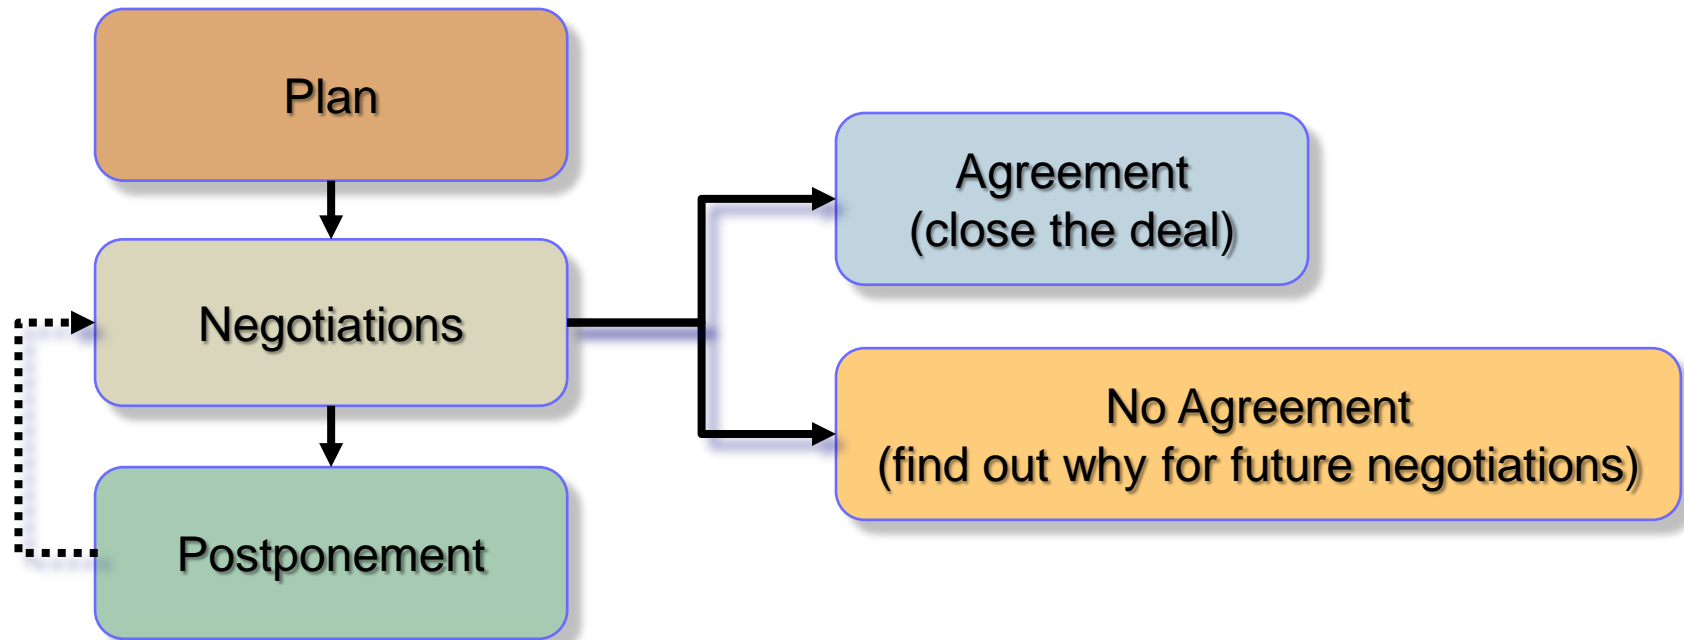 Plan
Negotiations
Postponement
Agreement
(close the deal)
No Agreement
(find out why for future negotiations)